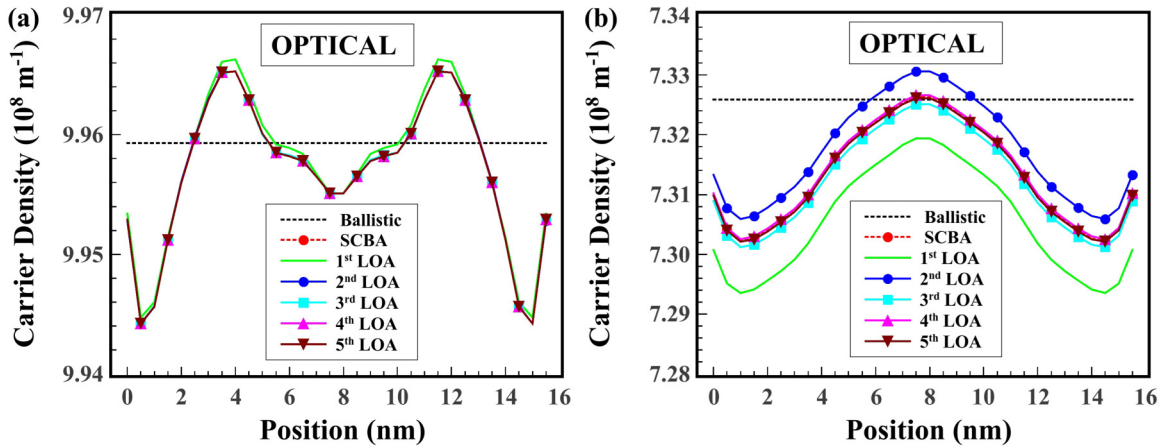 (a)
OPTICAL
Carrier Density (10⁸ m⁻¹)
9.97
9.96
9.95
9.94
Ballistic
SCBA
1ˢᵗ LOA
2ⁿᵈ LOA
3ʳᵈ LOA
4ᵗʰ LOA
5ᵗʰ LOA
0 2 4 6 8 10 12 14 16
Position (nm)
(b)
OPTICAL
Carrier Density (10⁸ m⁻¹)
7.34
7.33
7.32
7.31
7.30
7.29
7.28
Ballistic
SCBA
1ˢᵗ LOA
2ⁿᵈ LOA
3ʳᵈ LOA
4ᵗʰ LOA
5ᵗʰ LOA
0 2 4 6 8 10 12 14 16
Position (nm)